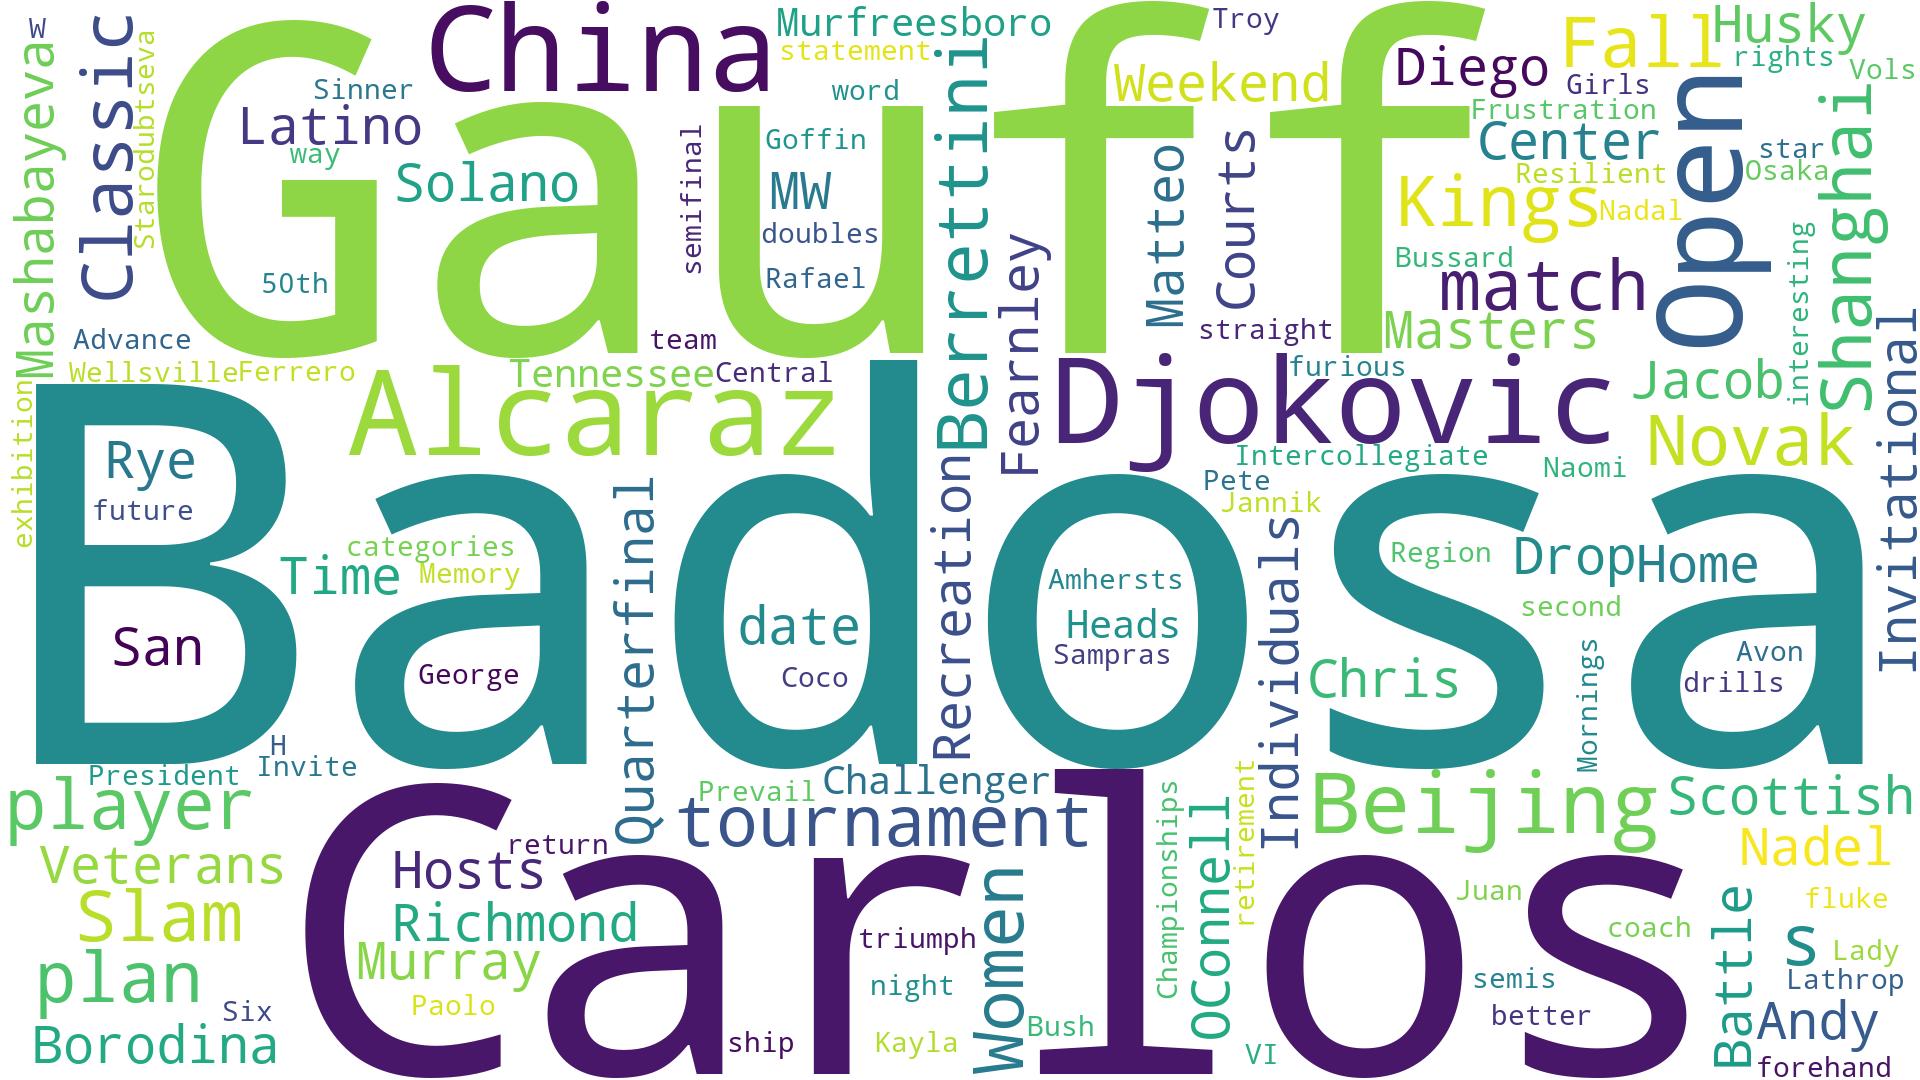 W
Mashabayeva
Classic
Starodubtseva
Gauff
China
Murfreesboro
statement
word
Troy
Weekend
Diego
Fall
Girls
Husky
rights
Vols
Sinner
Latino
way
Solano
50th
semifinal
Goffin
MW
doubles
Rafael
Berrettini
Fearnley
Matteo
Courts
Frustration
Center
Resilient
Kings
Nadal
Bussard
match
Masters
straight
Open
star
Osaka
interesting
Shanghai
Invitational
Advance
team
Wellsville
Ferrero
Tennessee
Central
Alcaraz
furious
Djokovic
Jacob
Novak
exhibition
Rye
future
Badosa
categories
Time
Memory
San
George
Quarterfinal
date
Coco
Recreation
Intercollegiate
Pete
Jannik
Naomi
Amhersts
Heads
Sampras
Individuals
Region
Drop
Home
second
Chris
Mornings
Avon
drills
H
President
Invite
player
Prevail
Challenger
tournament
Beijing
Scottish
Veterans
return
Hosts
Slam
Carlos
Richmond
Murray
plan
Paolo
Six
Borodina
triumph
night
ship
Kayla
Women
Bush
Championships
OConnell
retirement
VI
Juan
coach
semis
better
Nadel
fluke
Battle
s
Lady
Lathrop
Andy
forehand